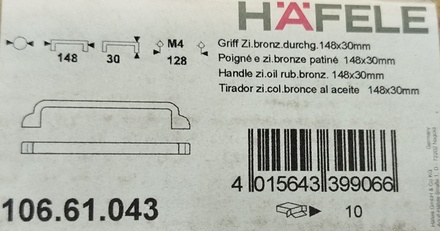 HÄFELE
148
30
M4
128
Griff Zi.bronz.durchg.148x30mm
Poignée zi.bronze patiné 148x30mm
Handle zi.oil rub.bronz. 148x30mm
Tirador zi.col.bronce al aceite 148x30mm
4 015643 399066
10
106.61.043